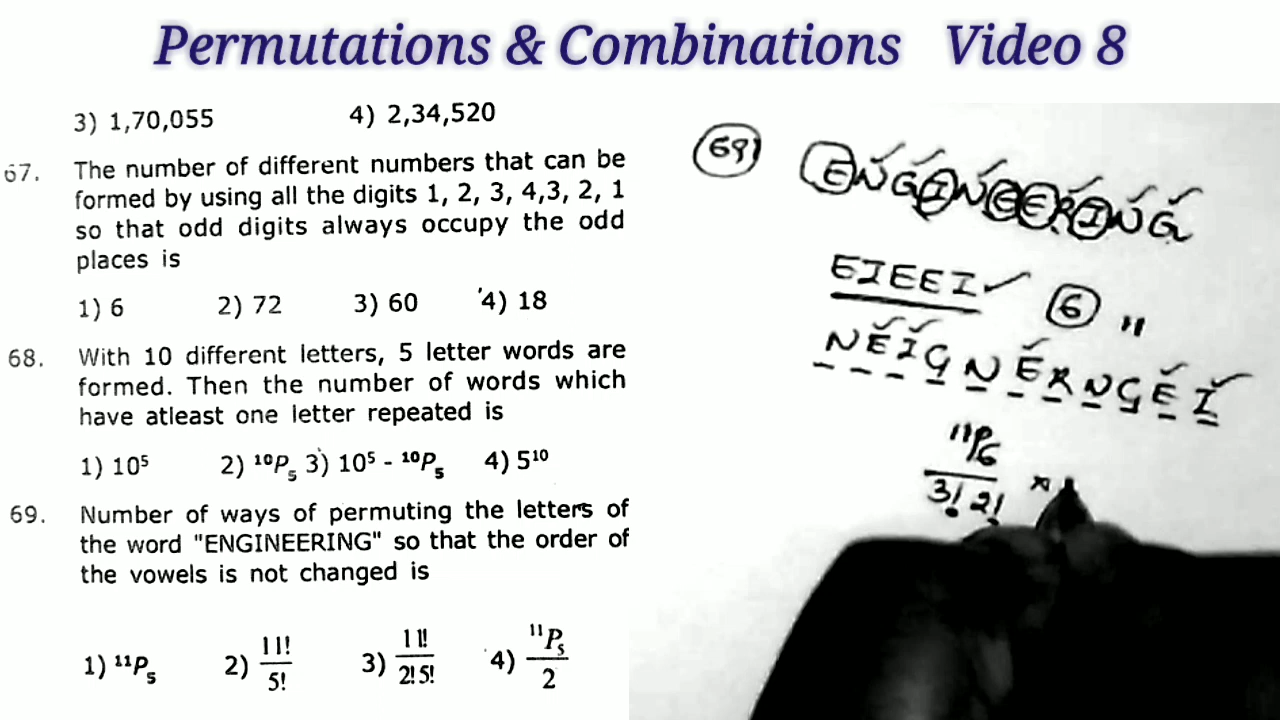 Permutations & Combinations Video 8
3) 1,70,055 4) 2,34,520
67. The number of different numbers that can be
formed by using all the digits 1, 2, 3, 4,3, 2, 1
so that odd digits always occupy the odd
places is
1) 6 2) 72 3) 60 4) 18
68. With 10 different letters, 5 letter words are
formed. Then the number of words which
have atleast one letter repeated is
1) 10⁵ 2) ¹⁰P₅ 3) 10⁵ - ¹⁰P₅ 4) 5¹⁰
69. Number of ways of permuting the letters of
the word "ENGINEERING" so that the order of
the vowels is not changed is
1) ¹¹P₅ 2) 11!/5! 3) 11!/2!5! 4) ¹¹P₅/2
69
ENGINEERING
EIEEI 6 "
NEIGNERNGEI
¹¹P₆/3! 2! ×